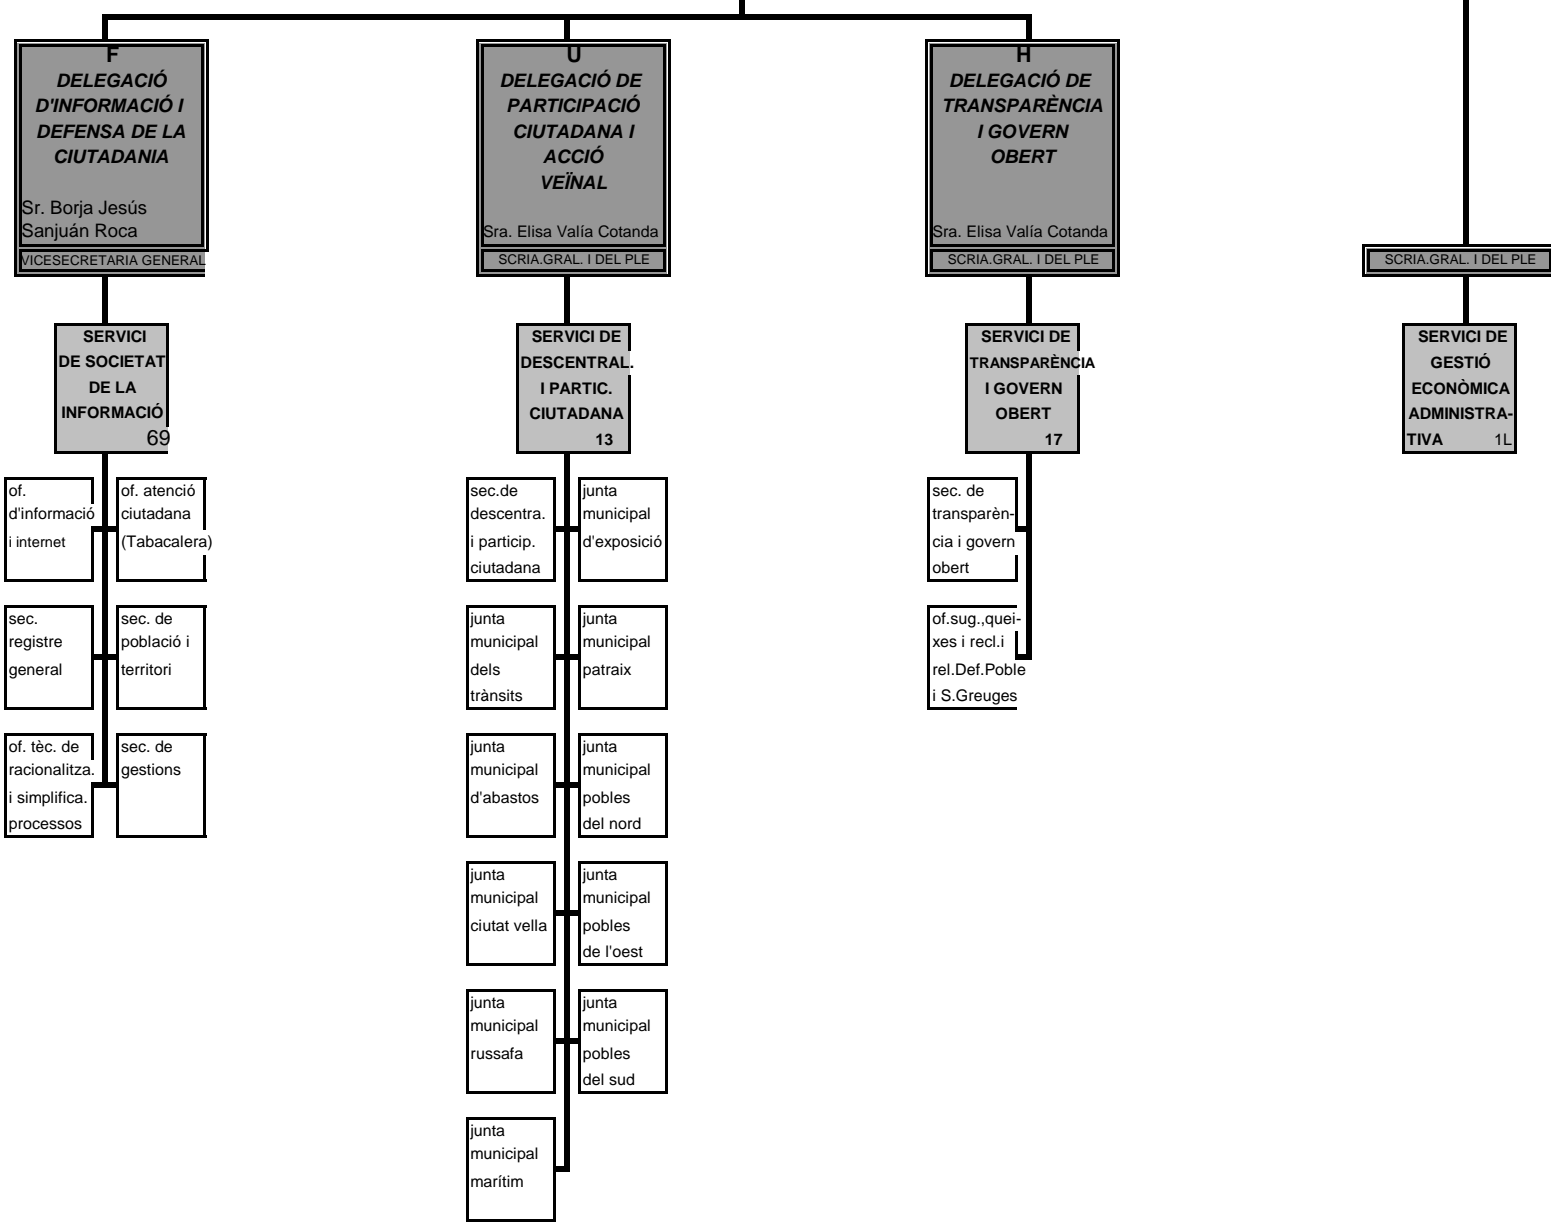 F
DELEGACIÓ
D'INFORMACIÓ I
DEFENSA DE LA
CIUTADANIA
Sr. Borja Jesús
Sanjuán Roca
VICESECRETARIA GENERAL
SERVICI
DE SOCIETAT
DE LA
INFORMACIÓ
69
of.
d'informació
i internet
of. atenció
ciutadana
(Tabacalera)
sec.
registre
general
sec. de
població i
territori
of. tèc. de
racionalitza.
i simplifica.
processos
sec. de
gestions
U
DELEGACIÓ DE
PARTICIPACIÓ
CIUTADANA I
ACCIÓ
VEÏNAL
Sra. Elisa Valía Cotanda
SCRIA.GRAL. I DEL PLE
SERVICI DE
DESCENTRAL.
I PARTIC.
CIUTADANA
13
sec.de
descentra.
i particip.
ciutadana
junta
municipal
d'exposició
junta
municipal
dels
trànsits
junta
municipal
patraix
junta
municipal
d'abastos
junta
municipal
pobles
del nord
junta
municipal
ciutat vella
junta
municipal
pobles
de l'oest
junta
municipal
russafa
junta
municipal
pobles
del sud
junta
municipal
marítim
H
DELEGACIÓ DE
TRANSPARÈNCIA
I GOVERN
OBERT
Sra. Elisa Valía Cotanda
SCRIA.GRAL. I DEL PLE
SERVICI DE
TRANSPARÈNCIA
I GOVERN
OBERT
17
sec. de
transparèn-
cia i govern
obert
of.sug.,quei-
xes i recl.i
rel.Def.Poble
i S.Greuges
SCRIA.GRAL. I DEL PLE
SERVICI DE
GESTIÓ
ECONÒMICA
ADMINISTRA-
TIVA 1L